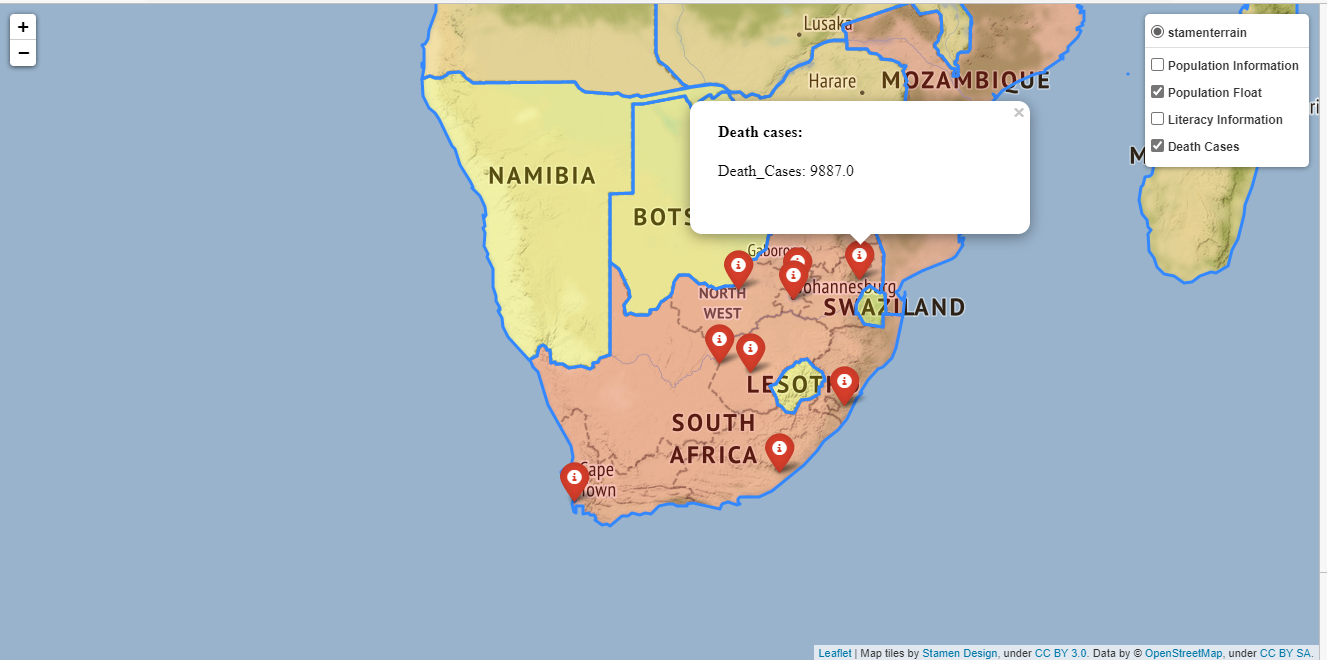 +
−
Lusaka
Harare
MOZAMBIQUE
stamenterrain
Population Information
Population Float
Literacy Information
Death Cases
×
Death cases:
Death_Cases: 9887.0
NAMIBIA
BOTS
Gaboro
NORTH
WEST
ohannesburg
SWAZILAND
LESOTH
SOUTH
AFRICA
Cape
Town
Leaflet | Map tiles by Stamen Design, under CC BY 3.0. Data by © OpenStreetMap, under CC BY SA.